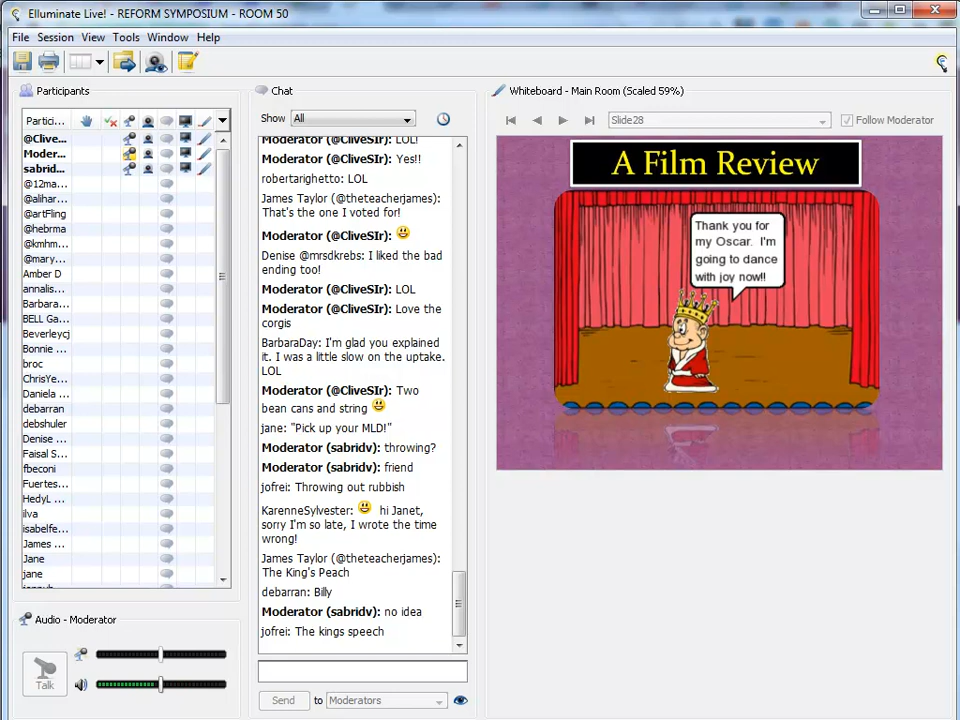 Elluminate Live! - REFORM SYMPOSIUM - ROOM 50
File Session View Tools Window Help
Participants
Partici...
@Clive...
Moder...
sabrid...
@12ma...
@alihar...
@artFling
@hebrma
@kmhm...
@mary...
Amber D
annalis...
Barbara...
BELL Ga...
Beverleycj
Bonnie ...
broc
ChrisYe...
Daniela ...
debarran
debshuler
Denise ...
Faisal S...
fbeconi
Fuertes...
HedyL ...
ilva
isabelfe...
James ...
Jane
jane
Audio - Moderator
Talk
Chat
Show All
Moderator (@CliveSIr): LOL!
Moderator (@CliveSIr): Yes!!
robertarighetto: LOL
James Taylor (@theteacherjames):
That's the one I voted for!
Moderator (@CliveSIr):
Denise @mrsdkrebs: I liked the bad
ending too!
Moderator (@CliveSIr): LOL
Moderator (@CliveSIr): Love the
corgis
BarbaraDay: I'm glad you explained
it. I was a little slow on the uptake.
LOL
Moderator (@CliveSIr): Two
bean cans and string
jane: "Pick up your MLD!"
Moderator (sabridv): throwing?
Moderator (sabridv): friend
jofrei: Throwing out rubbish
KarenneSylvester: hi Janet,
sorry I'm so late, I wrote the time
wrong!
James Taylor (@theteacherjames):
The King's Peach
debarran: Billy
Moderator (sabridv): no idea
jofrei: The kings speech
Send to Moderators
Whiteboard - Main Room (Scaled 59%)
Slide28
Follow Moderator
A Film Review
Thank you for
my Oscar. I'm
going to dance
with joy now!!